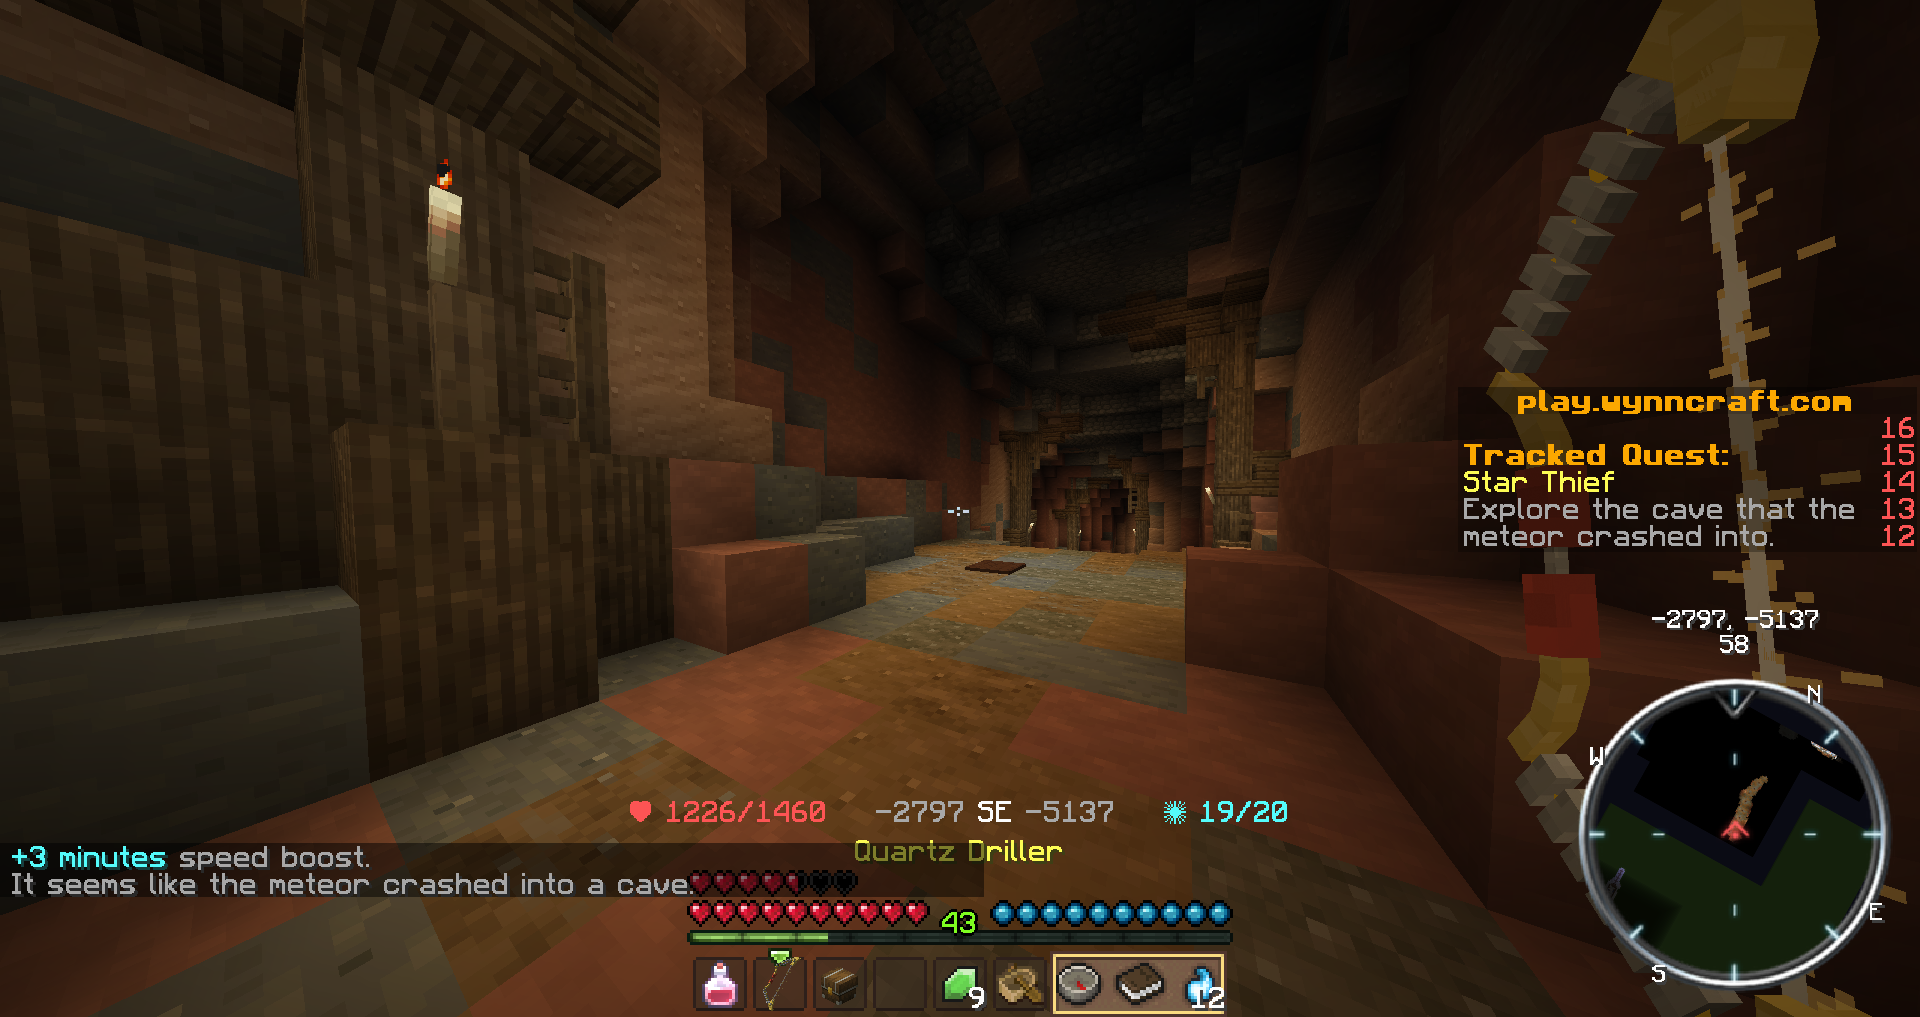 play.wynncraft.com
16
Tracked Quest: 15
Star Thief 14
Explore the cave that the 13
meteor crashed into. 12
-2797, -5137
58
N
W
E
S
1226/1460 -2797 SE -5137 19/20
Quartz Driller
+3 minutes speed boost.
It seems like the meteor crashed into a cave.
43
9
12